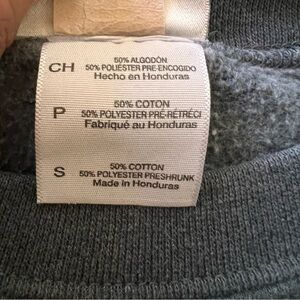 CH
50% ALGODÓN
50% POLIÉSTER PRE-ENCOGIDO
Hecho en Honduras
P
50% COTON
50% POLYESTER PRÉ-RÉTRÉCI
Fabriqué au Honduras
S
50% COTTON
50% POLYESTER PRESHRUNK
Made in Honduras